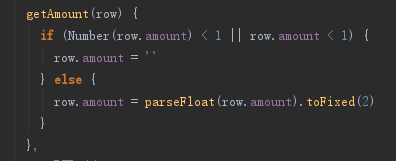 getAmount(row) {
if (Number(row.amount) < 1 || row.amount < 1) {
row.amount = ''
} else {
row.amount = parseFloat(row.amount).toFixed(2)
}
},